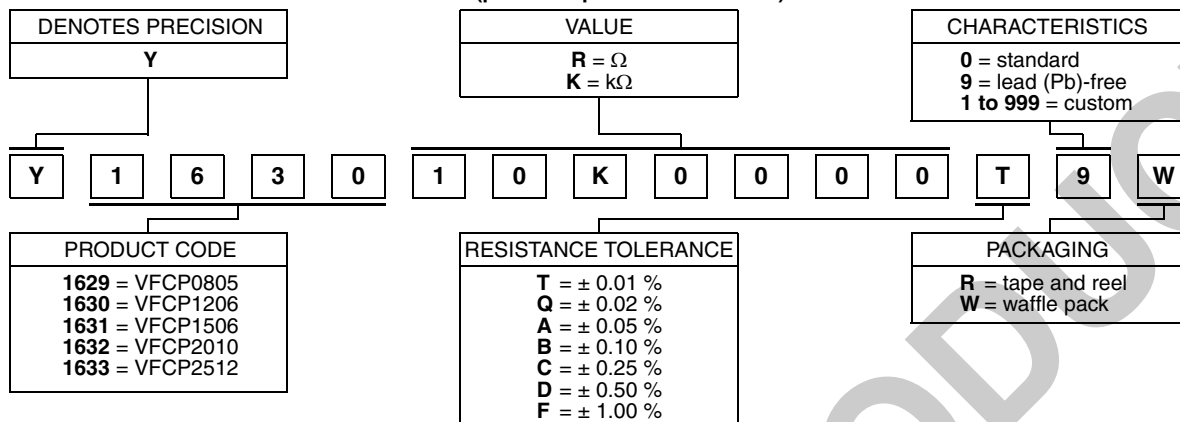 DENOTES PRECISION
Y
VALUE
R = Ω
K = kΩ
CHARACTERISTICS
0 = standard
9 = lead (Pb)-free
1 to 999 = custom
Y 1 6 3 0 1 0 K 0 0 0 0 T 9 W
PRODUCT CODE
1629 = VFCP0805
1630 = VFCP1206
1631 = VFCP1506
1632 = VFCP2010
1633 = VFCP2512
RESISTANCE TOLERANCE
T = ± 0.01 %
Q = ± 0.02 %
A = ± 0.05 %
B = ± 0.10 %
C = ± 0.25 %
D = ± 0.50 %
F = ± 1.00 %
PACKAGING
R = tape and reel
W = waffle pack